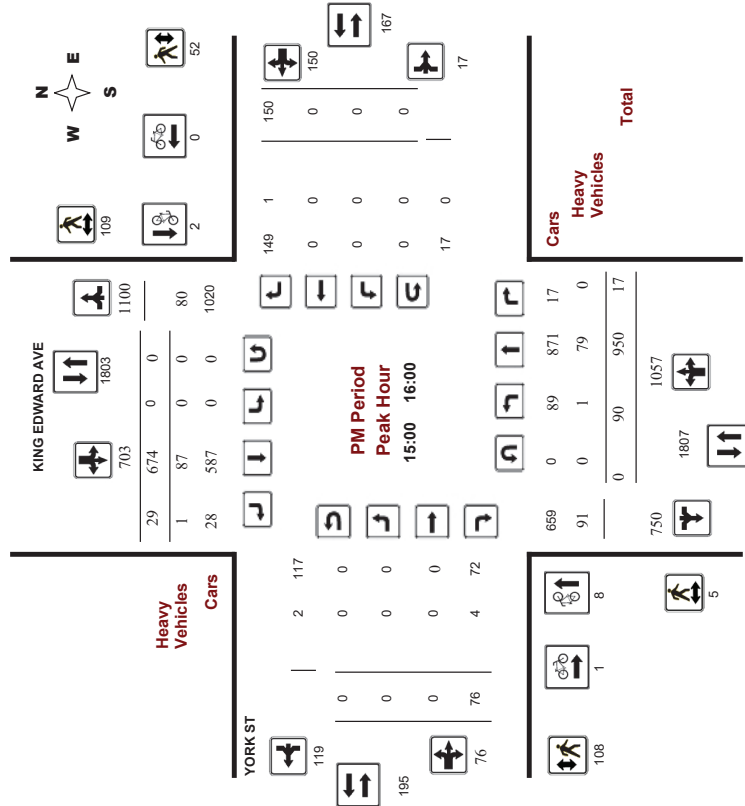 N
W E
S
52
0
109
2
167
150
17
150 0 0 0
1 0 0 0 0
149 0 0 0 17
KING EDWARD AVE
1803
703
1100
29 674 0 0
1 87 0 0 80
28 587 0 0 1020
Heavy
Vehicles
Cars
PM Period
Peak Hour
15:00 16:00
YORK ST
119
195
76
2 0 0 0 4
117 0 0 0 72
0 0 0 76
Cars
Heavy
Vehicles
Total
659 0 89 871 17
91 0 1 79 0
0 90 950 17
750
1807
1057
108
1
8
5